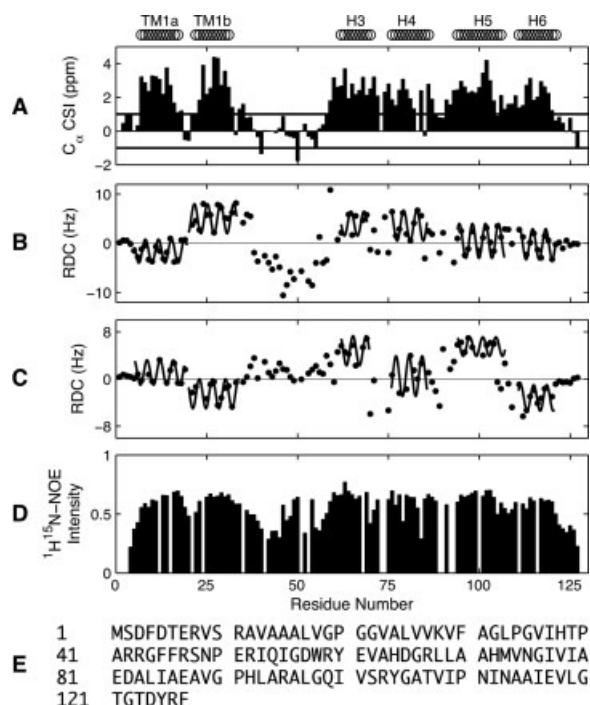 TM1a TM1b H3 H4 H5 H6
A
Cα CSI (ppm)
6
4
2
0
−2
B
RDC (Hz)
10
0
−10
C
RDC (Hz)
8
0
−8
D
¹H¹⁵N−NOE
Intensity
1
0.5
0
0 25 50 75 100 125
Residue Number
E
1 MSDFDTERVS RAVAAALVGP GGVALVVKVF AGLPGVIHTP
41 ARRGFFRSNP ERIQIGDWRY EVAHDGRLLA AHMVNGIVIA
81 EDALIAEAVG PHLARALGQI VSRYGATVIP NINAAIEVLG
121 TGTDYRF